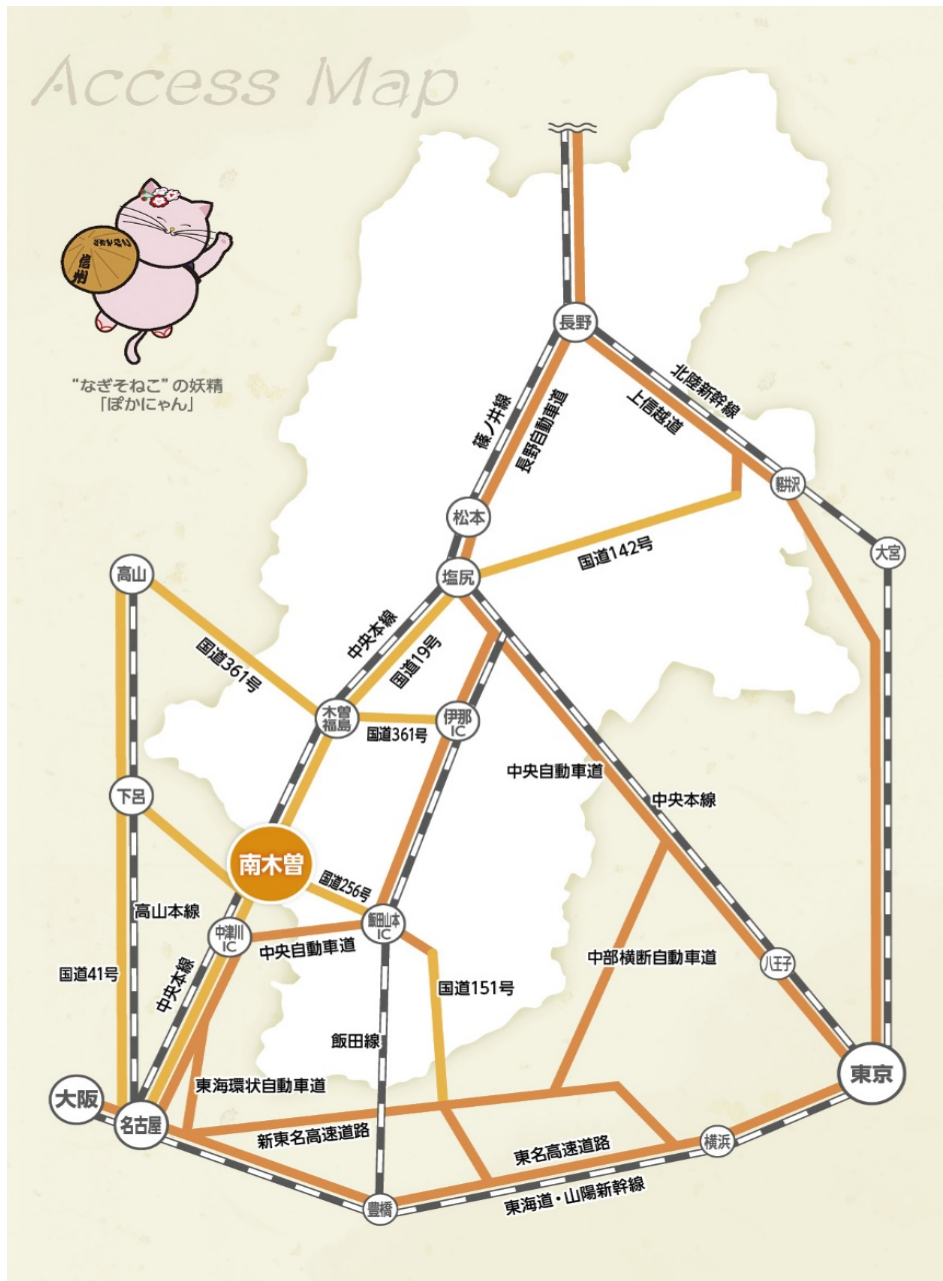 Access Map
信州
"なぎそねこ"の妖精
「ぽかにゃん」
長野
北陸新幹線
上信越道
篠ノ井線
長野自動車道
軽井沢
松本
大宮
国道142号
高山
塩尻
中央本線
国道19号
国道361号
木曽
福島
国道361号
伊那
IC
中央自動車道
中央本線
下呂
南木曽
国道256号
高山本線
中津川
IC
飯田山本
IC
中央自動車道
中部横断自動車道
八王子
国道41号
中央本線
国道151号
飯田線
東海環状自動車道
東京
大阪
名古屋
新東名高速道路
東名高速道路
横浜
東海道・山陽新幹線
豊橋